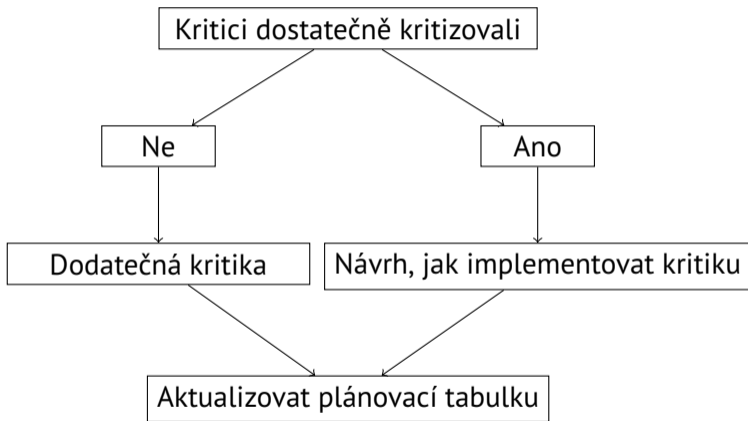 Kritici dostatečně kritizovali
Ne
Ano
Dodatečná kritika
Návrh, jak implementovat kritiku
Aktualizovat plánovací tabulku